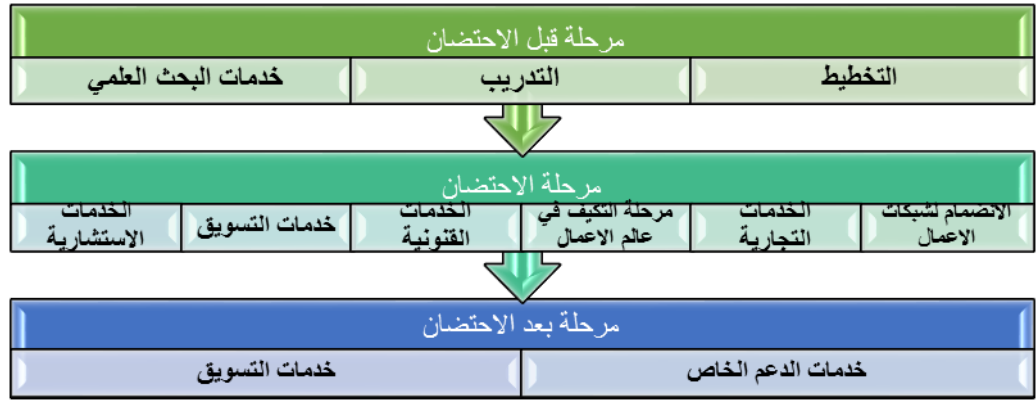 مرحلة قبل الاحتضان
التخطيط
التدريب
خدمات البحث العلمي
مرحلة الاحتضان
الانضمام لشبكات
الاعمال
الخدمات
التجارية
مرحلة التكيف في
عالم الاعمال
الخدمات
القنونية
خدمات التسويق
الخدمات
الاستشارية
مرحلة بعد الاحتضان
خدمات الدعم الخاص
خدمات التسويق